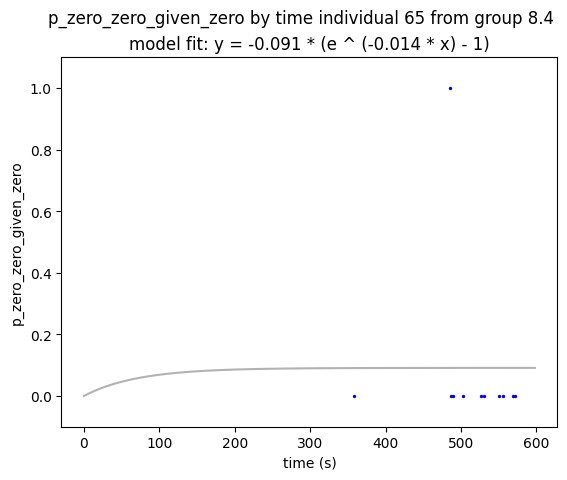 p_zero_zero_given_zero by time individual 65 from group 8.4
model fit: y = -0.091 * (e ^ (-0.014 * x) - 1)
1.0
0.8
0.6
0.4
0.2
0.0
p_zero_zero_given_zero
0 100 200 300 400 500 600
time (s)